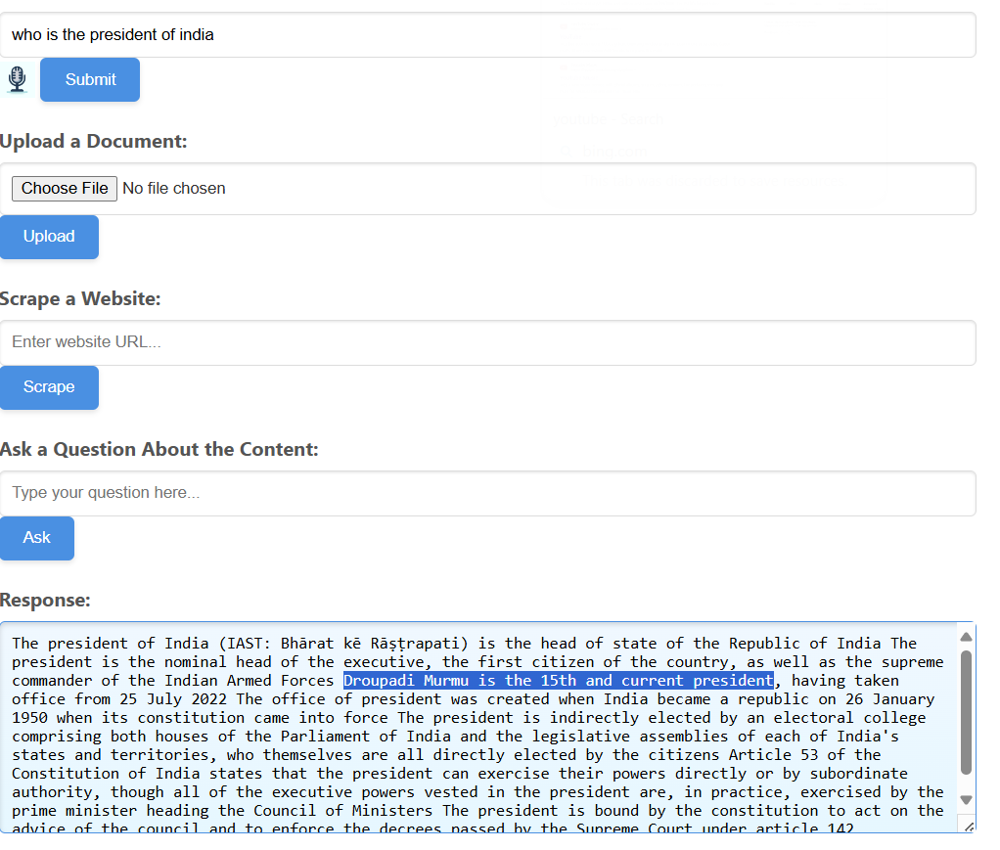 who is the president of india
Submit
Upload a Document:
Choose File No file chosen
Upload
Scrape a Website:
Enter website URL...
Scrape
Ask a Question About the Content:
Type your question here...
Ask
Response:
The president of India (IAST: Bhārat kē Rāṣṭrapati) is the head of state of the Republic of India The
president is the nominal head of the executive, the first citizen of the country, as well as the supreme
commander of the Indian Armed Forces Droupadi Murmu is the 15th and current president, having taken
office from 25 July 2022 The office of president was created when India became a republic on 26 January
1950 when its constitution came into force The president is indirectly elected by an electoral college
comprising both houses of the Parliament of India and the legislative assemblies of each of India's
states and territories, who themselves are all directly elected by the citizens Article 53 of the
Constitution of India states that the president can exercise their powers directly or by subordinate
authority, though all of the executive powers vested in the president are, in practice, exercised by the
prime minister heading the Council of Ministers The president is bound by the constitution to act on the
advice of the council and to enforce the decrees passed by the Supreme Court under article 142